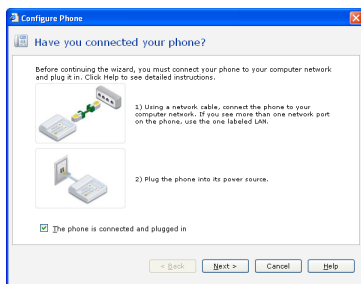 Configure Phone
Have you connected your phone?
Before continuing the wizard, you must connect your phone to your computer network
and plug it in. Click Help to see detailed instructions.
1) Using a network cable, connect the phone to your
computer network. If you see more than one network port
on the phone, use the one labeled LAN.
2) Plug the phone into its power source.
The phone is connected and plugged in
< Back
Next >
Cancel
Help